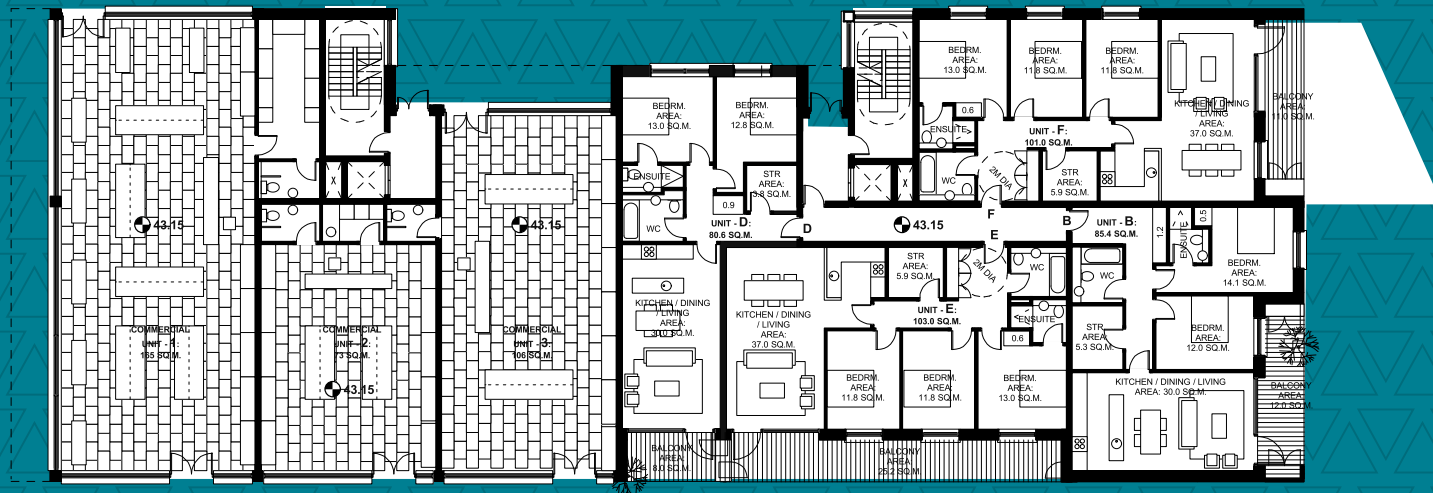 COMMERCIAL
UNIT - 1:
165 SQ.M.
43.15
X
COMMERCIAL
UNIT - 2:
73 SQ.M.
43.15
COMMERCIAL
UNIT - 3:
106 SQ.M.
43.15
BEDRM.
AREA:
13.0 SQ.M.
BEDRM.
AREA:
12.8 SQ.M.
ENSUITE
STR
AREA:
3.8 SQ.M.
0.9
WC
UNIT - D:
80.6 SQ.M.
D
KITCHEN / DINING
/ LIVING
AREA:
30.0 SQ.M.
BALCONY
AREA:
8.0 SQ.M.
X
43.15
BEDRM.
AREA:
13.0 SQ.M.
BEDRM.
AREA:
11.8 SQ.M.
BEDRM.
AREA:
11.8 SQ.M.
0.6
ENSUITE
UNIT - F:
101.0 SQ.M.
WC
2M DIA
STR
AREA:
5.9 SQ.M.
KITCHEN / DINING
/ LIVING
AREA:
37.0 SQ.M.
BALCONY
AREA:
11.0 SQ.M.
F
E
B
KITCHEN / DINING
/ LIVING
AREA:
37.0 SQ.M.
STR
AREA:
5.9 SQ.M.
2M DIA
WC
UNIT - E:
103.0 SQ.M.
ENSUITE
0.6
BEDRM.
AREA:
11.8 SQ.M.
BEDRM.
AREA:
11.8 SQ.M.
BEDRM.
AREA:
13.0 SQ.M.
BALCONY
AREA
25.2 SQ.M.
UNIT - B:
85.4 SQ.M.
1.2
ENSUITE
0.5
WC
BEDRM.
AREA:
14.1 SQ.M.
STR
AREA:
5.3 SQ.M.
BEDRM.
AREA:
12.0 SQ.M.
KITCHEN / DINING / LIVING
AREA: 30.0 SQ.M.
BALCONY
AREA:
12.0 SQ.M.